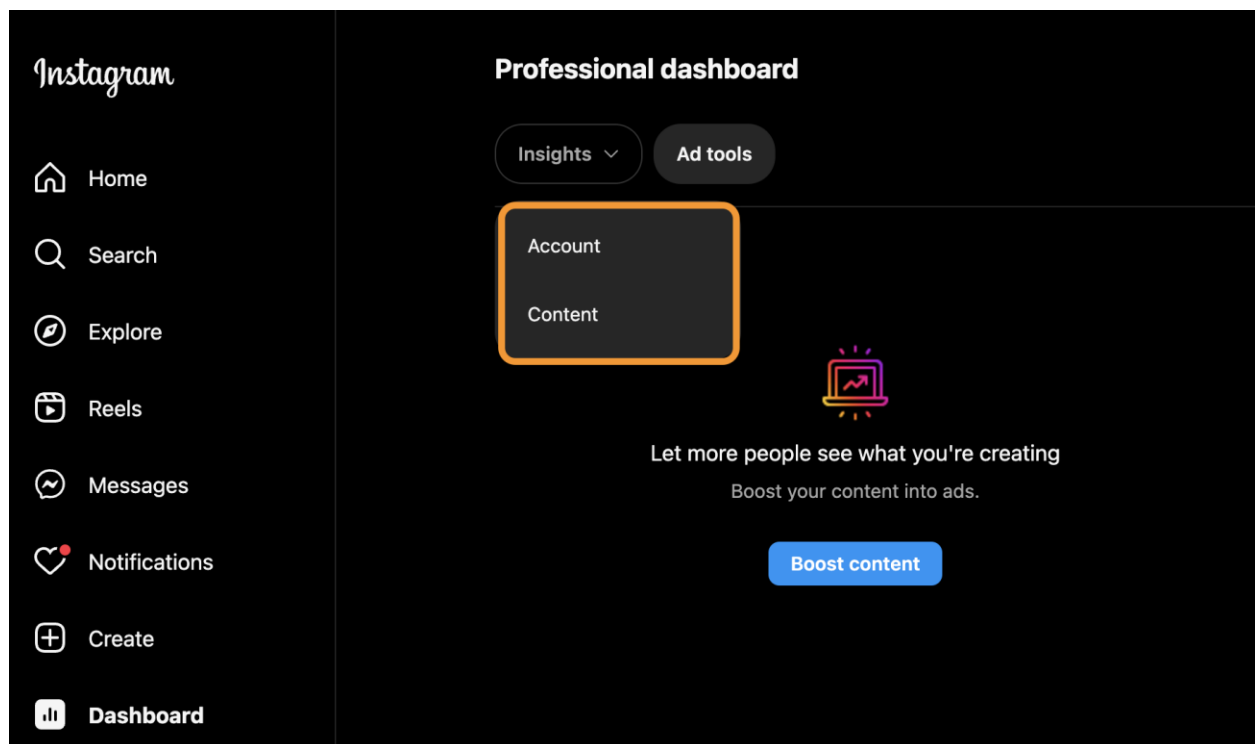 Instagram
Home
Search
Explore
Reels
Messages
Notifications
Create
Dashboard
Professional dashboard
Insights
Ad tools
Account
Content
Let more people see what you're creating
Boost your content into ads.
Boost content